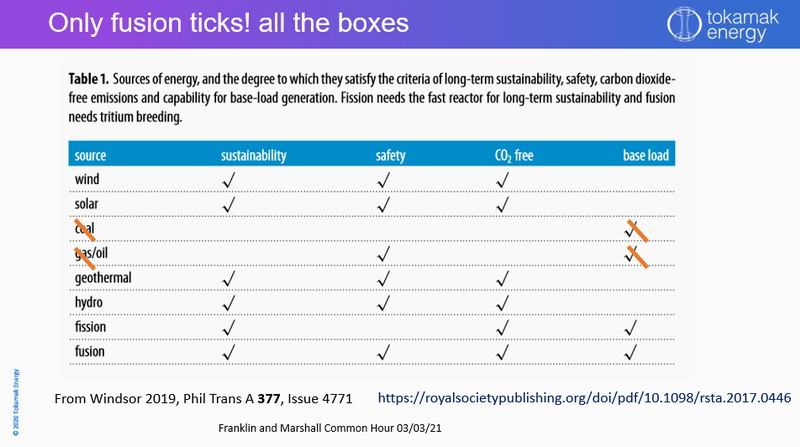 Only fusion ticks! all the boxes
tokamak
energy
Table 1. Sources of energy, and the degree to which they satisfy the criteria of long-term sustainability, safety, carbon dioxide-
free emissions and capability for base-load generation. Fission needs the fast reactor for long-term sustainability and fusion
needs tritium breeding.
source sustainability safety CO₂ free base load
wind √ √ √
solar √ √ √
coal √
gas/oil √ √
geothermal √ √ √
hydro √ √ √
fission √ √ √
fusion √ √ √ √
© 2020 Tokamak Energy
From Windsor 2019, Phil Trans A 377, Issue 4771 https://royalsocietypublishing.org/doi/pdf/10.1098/rsta.2017.0446
Franklin and Marshall Common Hour 03/03/21